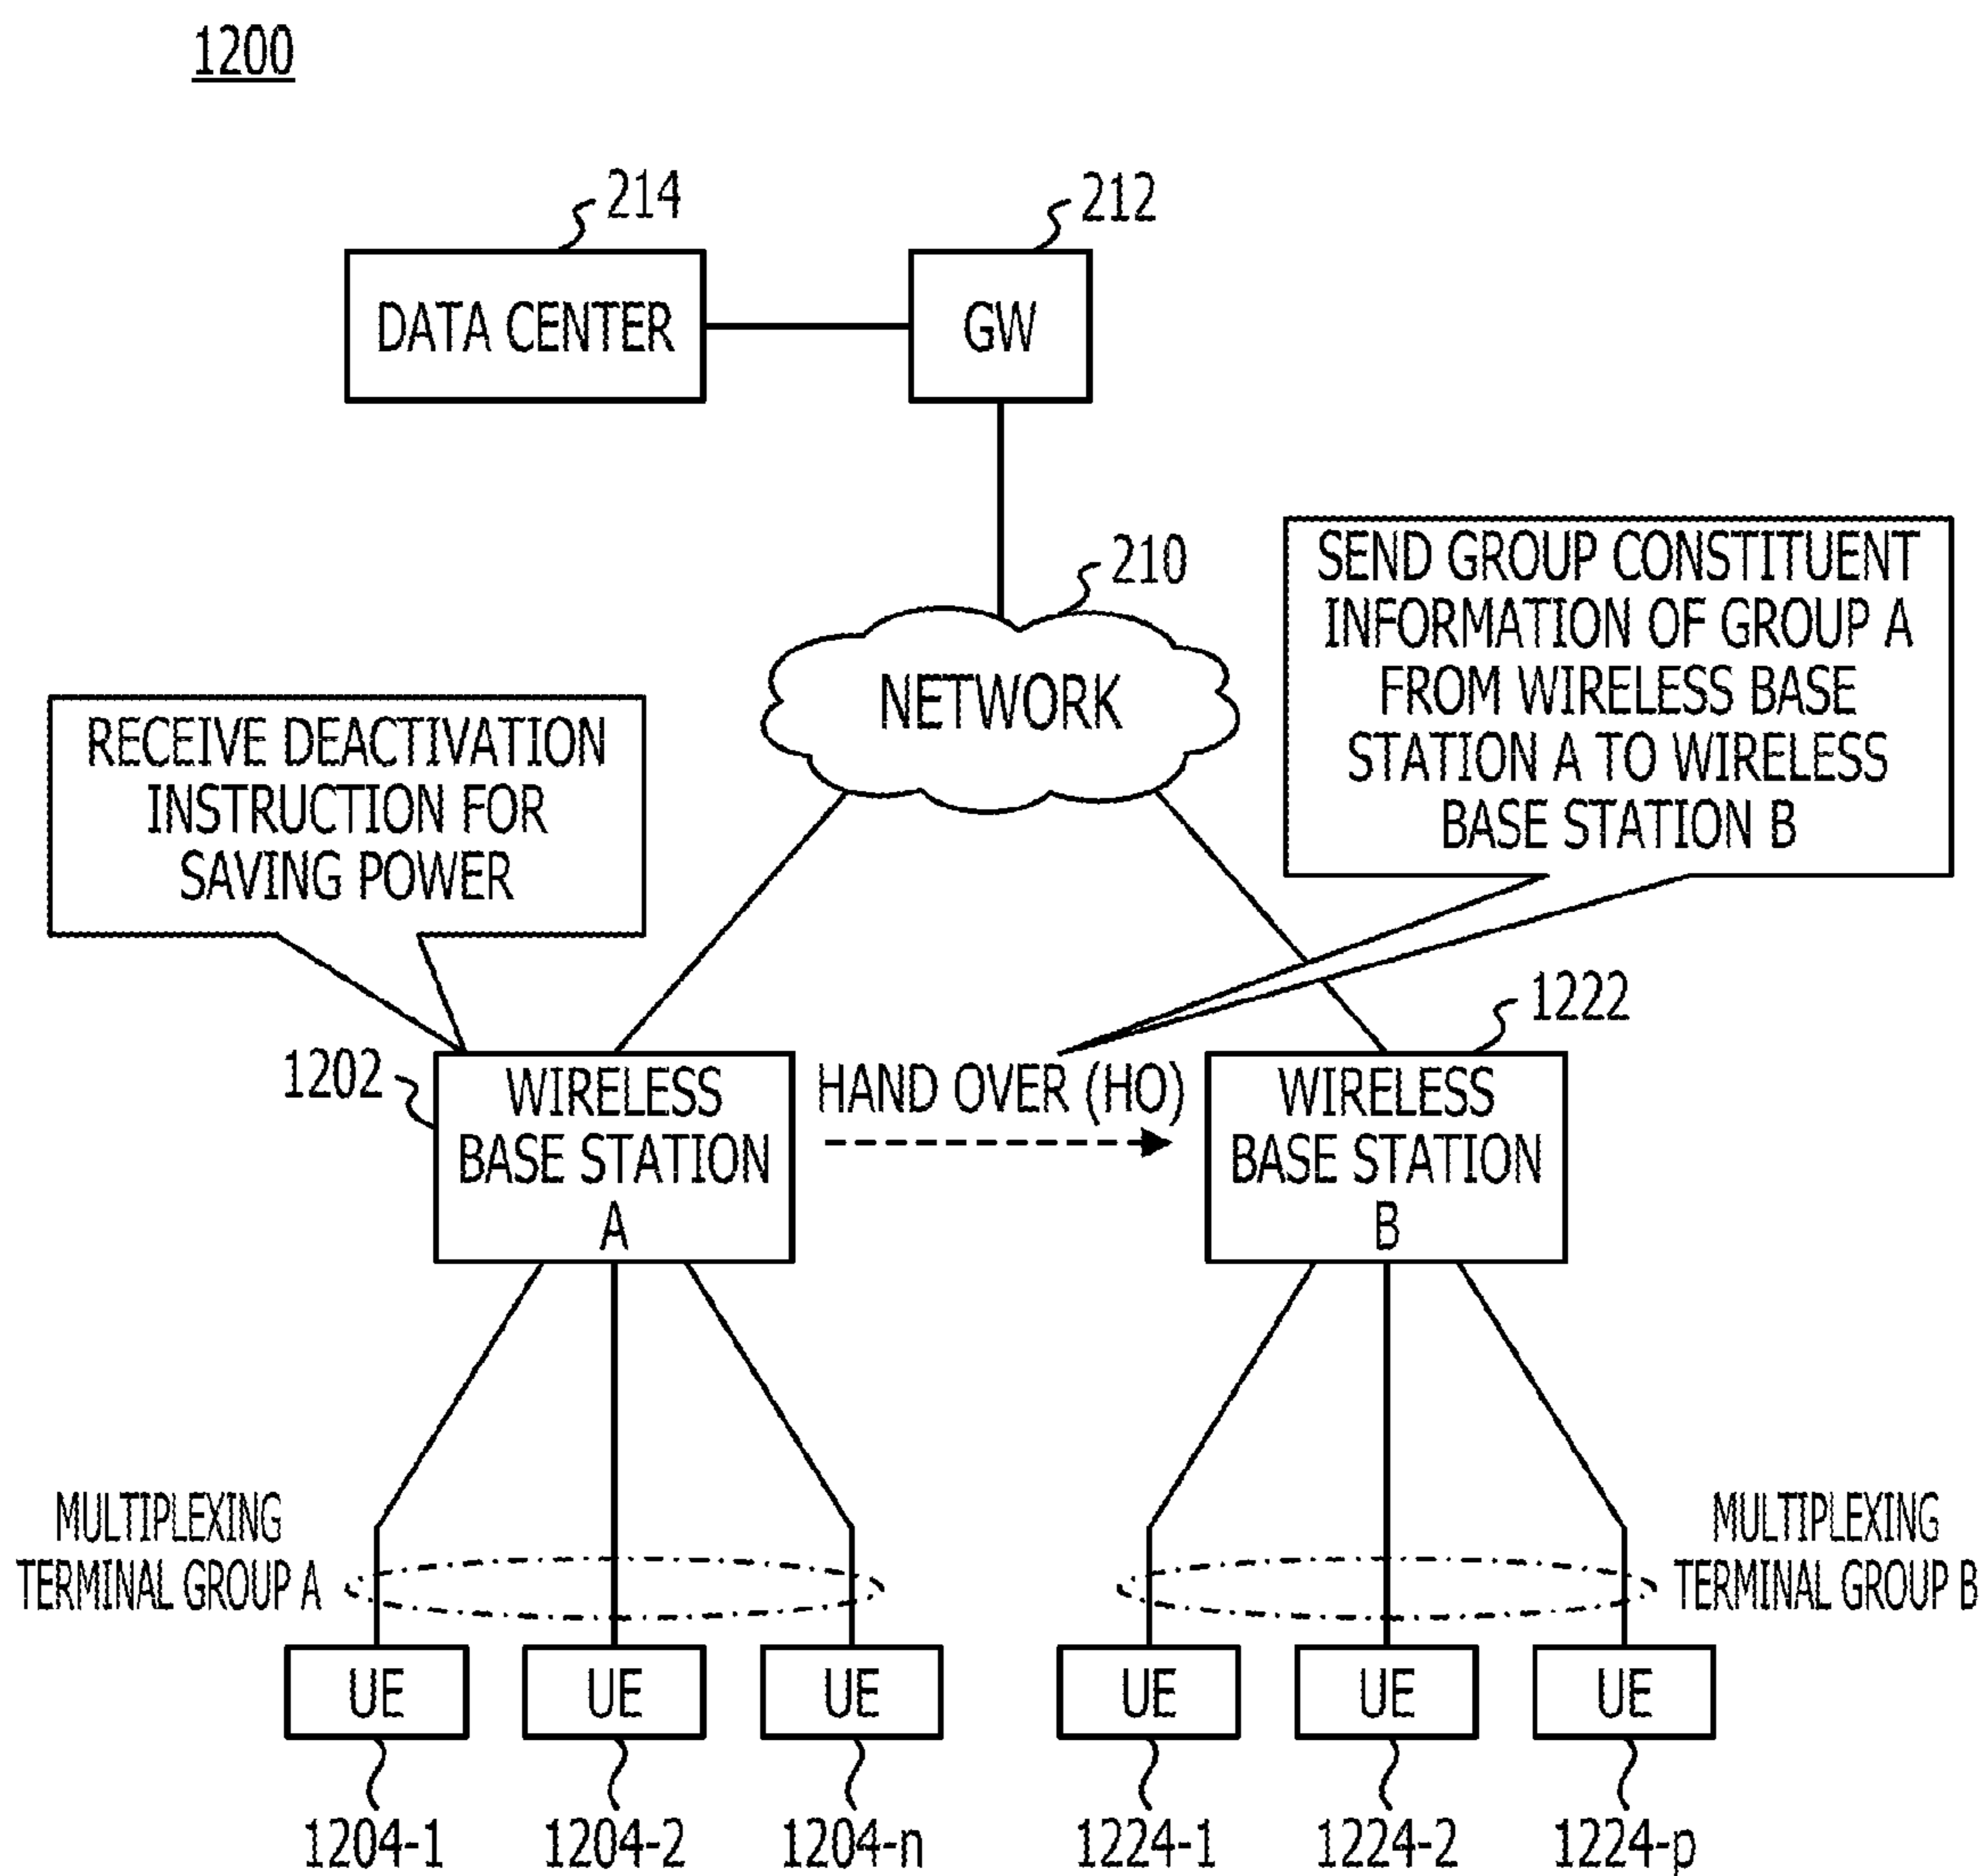 1200
214
212
DATA CENTER
GW
210
NETWORK
SEND GROUP CONSTITUENT
INFORMATION OF GROUP A
FROM WIRELESS BASE
STATION A TO WIRELESS
BASE STATION B
RECEIVE DEACTIVATION
INSTRUCTION FOR
SAVING POWER
1202
WIRELESS
BASE STATION
A
HAND OVER (HO)
1222
WIRELESS
BASE STATION
B
MULTIPLEXING
TERMINAL GROUP A
MULTIPLEXING
TERMINAL GROUP B
UE
UE
UE
UE
UE
UE
1204-1
1204-2
1204-n
1224-1
1224-2
1224-p